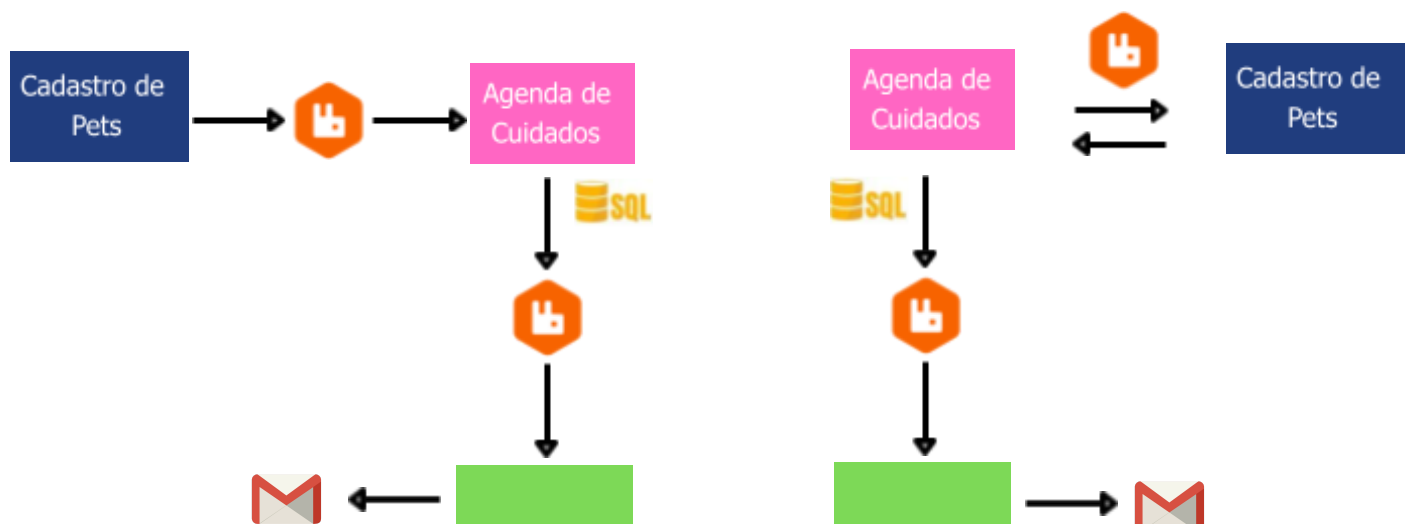 Cadastro de
Pets
Agenda de
Cuidados
SQL
Agenda de
Cuidados
SQL
Cadastro de
Pets